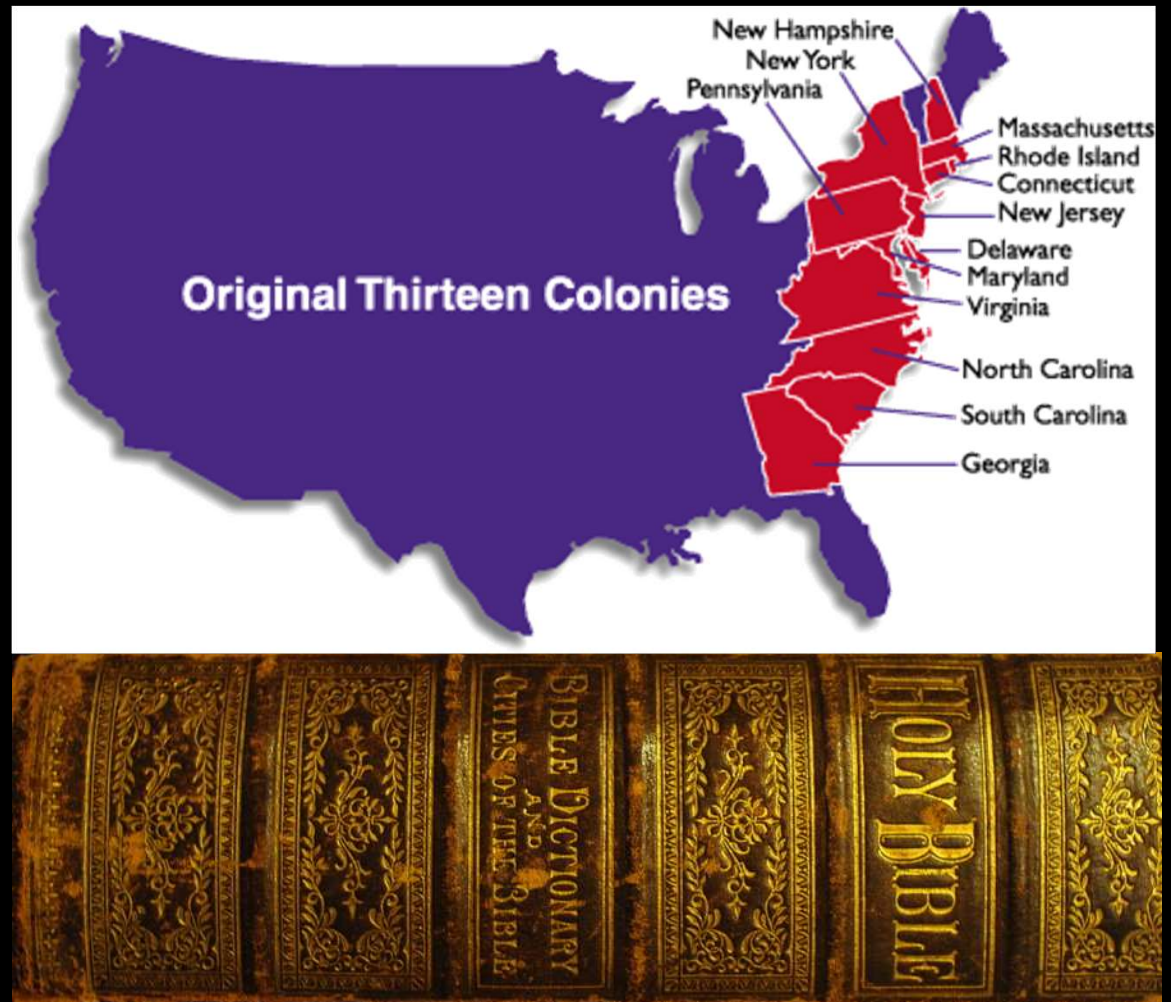 New Hampshire
New York
Pennsylvania
Massachusetts
Rhode Island
Connecticut
New Jersey
Delaware
Maryland
Virginia
North Carolina
South Carolina
Georgia
Original Thirteen Colonies
BIBLE DICTIONARY
AND
CITIES OF THE BIBLE
HOLY BIBLE